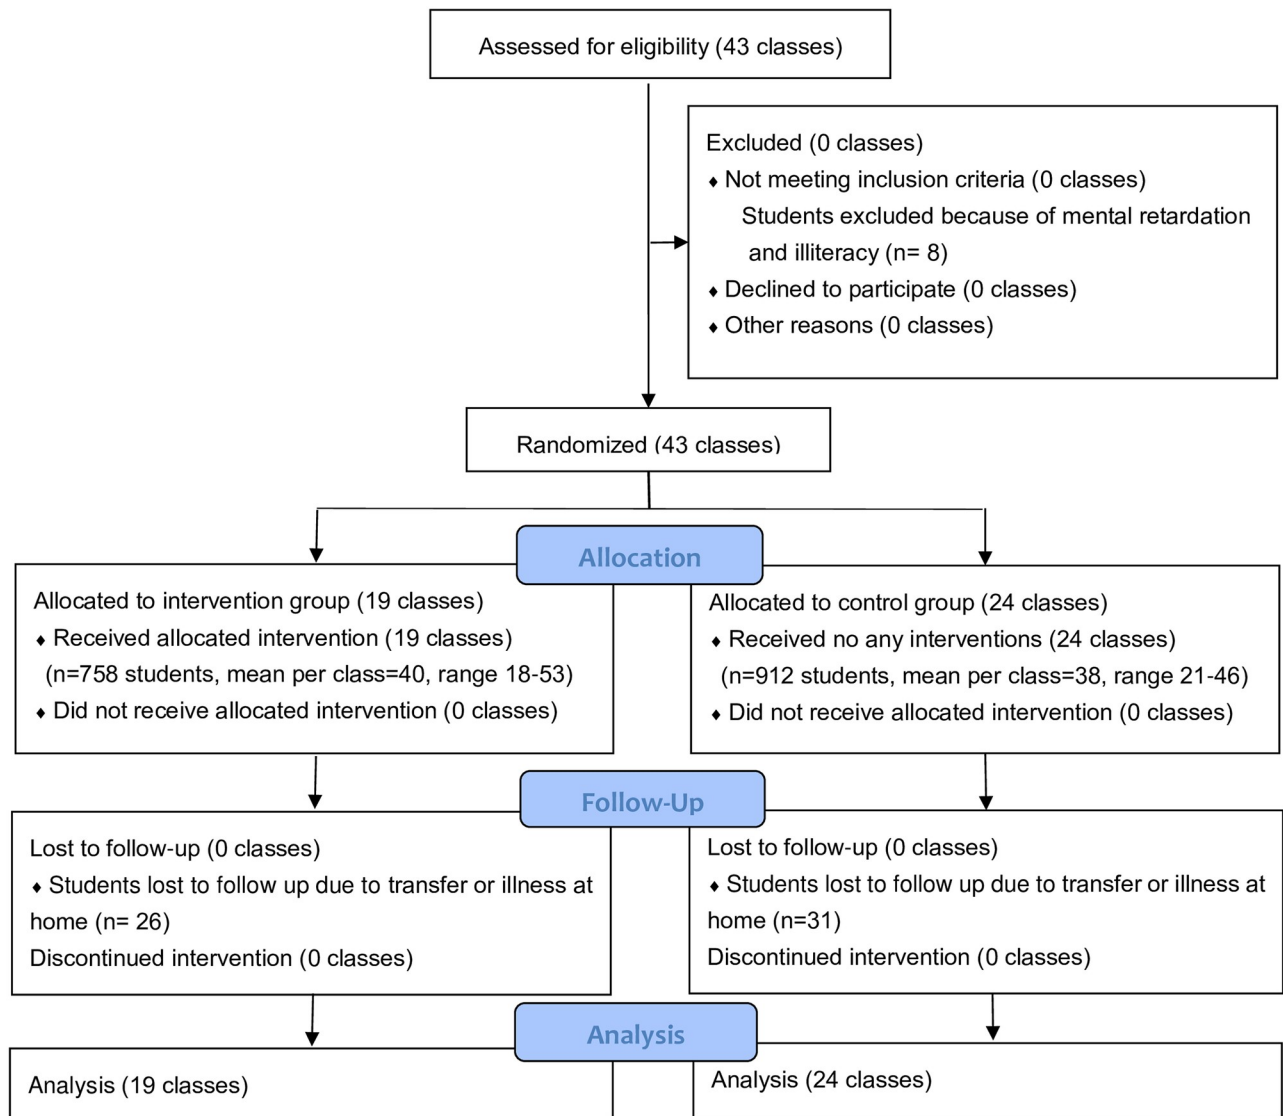 Assessed for eligibility (43 classes)
Excluded (0 classes)
♦ Not meeting inclusion criteria (0 classes)
Students excluded because of mental retardation
and illiteracy (n= 8)
♦ Declined to participate (0 classes)
♦ Other reasons (0 classes)
Randomized (43 classes)
Allocation
Allocated to intervention group (19 classes)
♦ Received allocated intervention (19 classes)
(n=758 students, mean per class=40, range 18-53)
♦ Did not receive allocated intervention (0 classes)
Allocated to control group (24 classes)
♦ Received no any interventions (24 classes)
(n=912 students, mean per class=38, range 21-46)
♦ Did not receive allocated intervention (0 classes)
Follow-Up
Lost to follow-up (0 classes)
♦ Students lost to follow up due to transfer or illness at
home (n= 26)
Discontinued intervention (0 classes)
Lost to follow-up (0 classes)
♦ Students lost to follow up due to transfer or illness at
home (n=31)
Discontinued intervention (0 classes)
Analysis
Analysis (19 classes)
Analysis (24 classes)